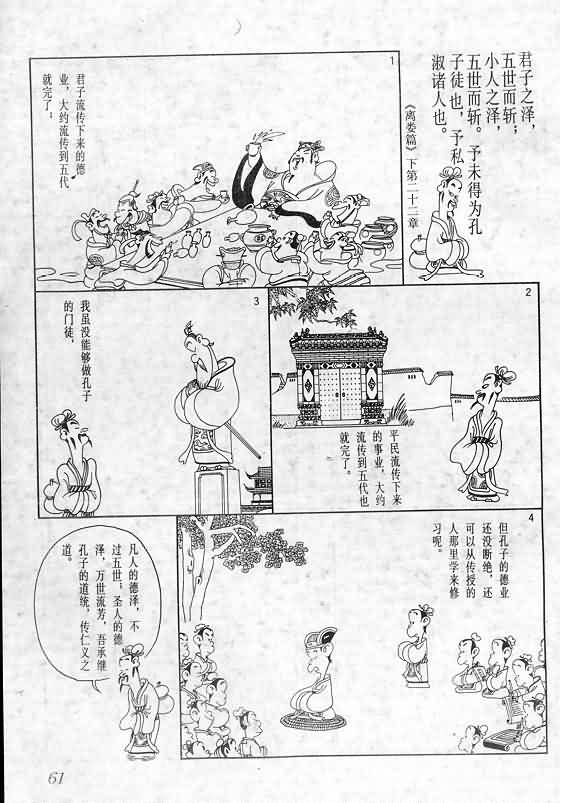 君子之泽，
五世而斩；
小人之泽，
五世而斩。予未得为孔
子徒也，予私
淑诸人也。
《离娄篇》下第二十二章
1
君子流传下来的德
业，大约流传到五代
就完了；
2
平民流传下来
的事业，大约
流传到五代也
就完了。
3
我虽没能够做孔子
的门徒，
4
但孔子的德业
还没断绝，还
可以从传授的
人那里学来修
习呢。
凡人的德泽，不
过五世；圣人的德
泽，万世流芳，吾承继
孔子的道统，传仁义之
道。
61